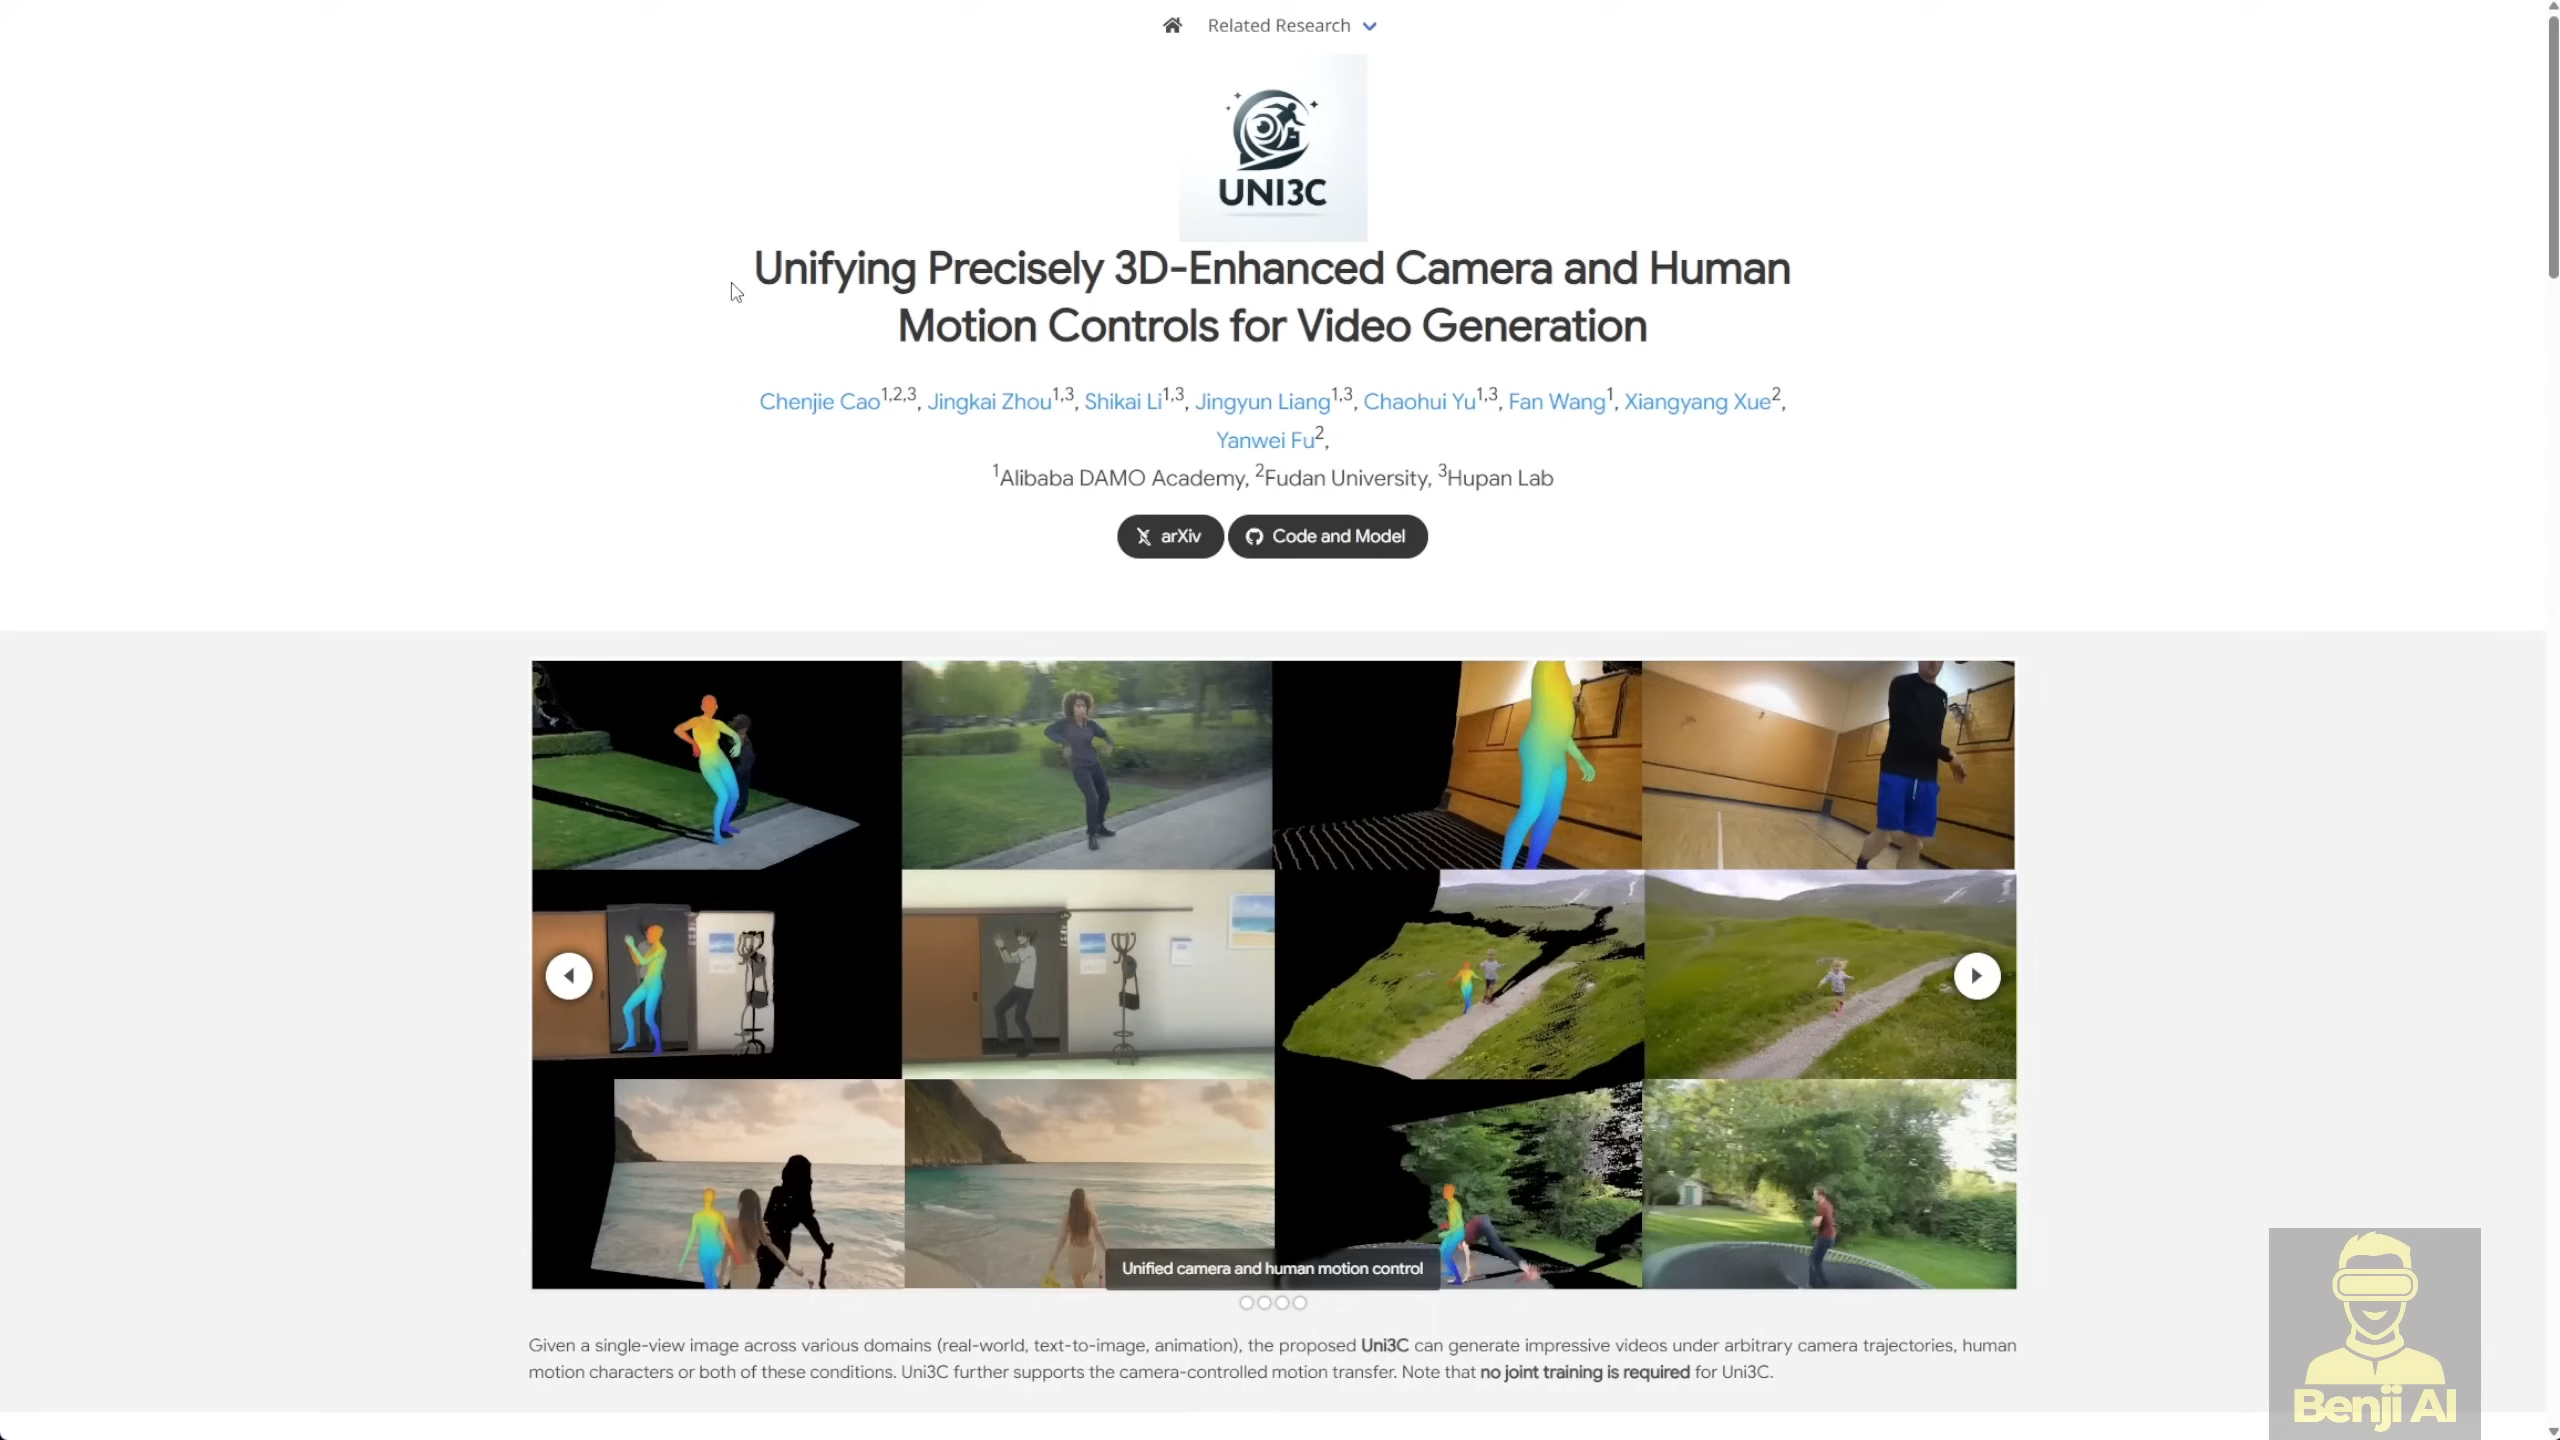 Related Research
UNI3C
Unifying Precisely 3D-Enhanced Camera and Human
Motion Controls for Video Generation
Chenjie Cao1,2,3, Jingkai Zhou1,3, Shikai Li1,3, Jingyun Liang1,3, Chaohui Yu1,3, Fan Wang1, Xiangyang Xue2,
Yanwei Fu2,
1Alibaba DAMO Academy, 2Fudan University, 3Hupan Lab
arXiv Code and Model
Unified camera and human motion control
Given a single-view image across various domains (real-world, text-to-image, animation), the proposed Uni3C can generate impressive videos under arbitrary camera trajectories, human
motion characters or both of these conditions. Uni3C further supports the camera-controlled motion transfer. Note that no joint training is required for Uni3C.
Benji AI